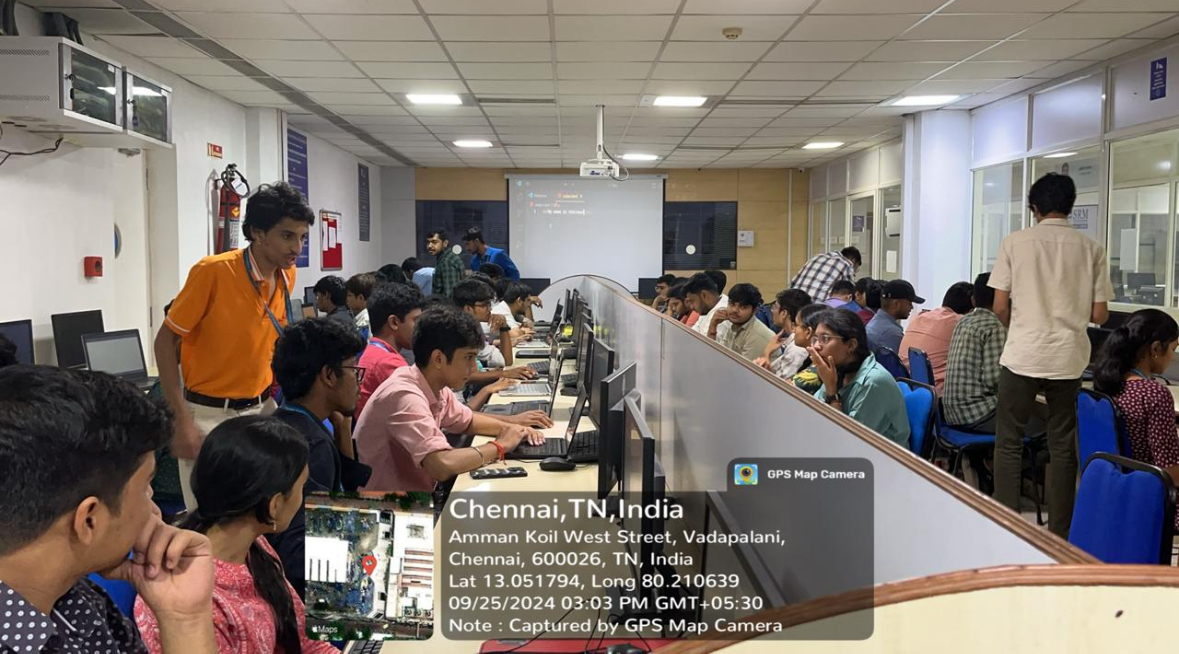 SRM
GPS Map Camera
Chennai,TN,India
Amman Koil West Street, Vadapalani,
Chennai, 600026, TN, India
Lat 13.051794, Long 80.210639
09/25/2024 03:03 PM GMT+05:30
Note : Captured by GPS Map Camera
Maps